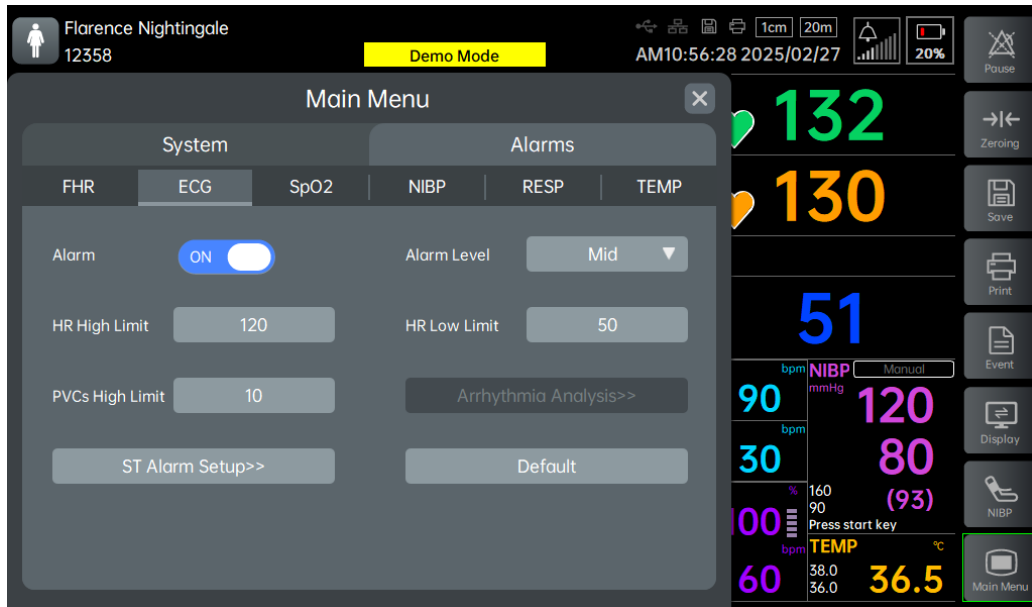 Flarence Nightingale
12358
Demo Mode
1cm 20m
AM10:56:28 2025/02/27
20%
Pause
Main Menu
System Alarms
FHR ECG SpO2 NIBP RESP TEMP
Alarm ON Alarm Level Mid
HR High Limit 120 HR Low Limit 50
PVCs High Limit 10 Arrhythmia Analysis>>
ST Alarm Setup>> Default
132
130
51
bpm
90
bpm
30
%
100
bpm
60
NIBP Manual
mmHg
120
80
160
90
(93)
Press start key
TEMP °C
38.0
36.0
36.5
Zeroing
Save
Print
Event
Display
NIBP
Main Menu